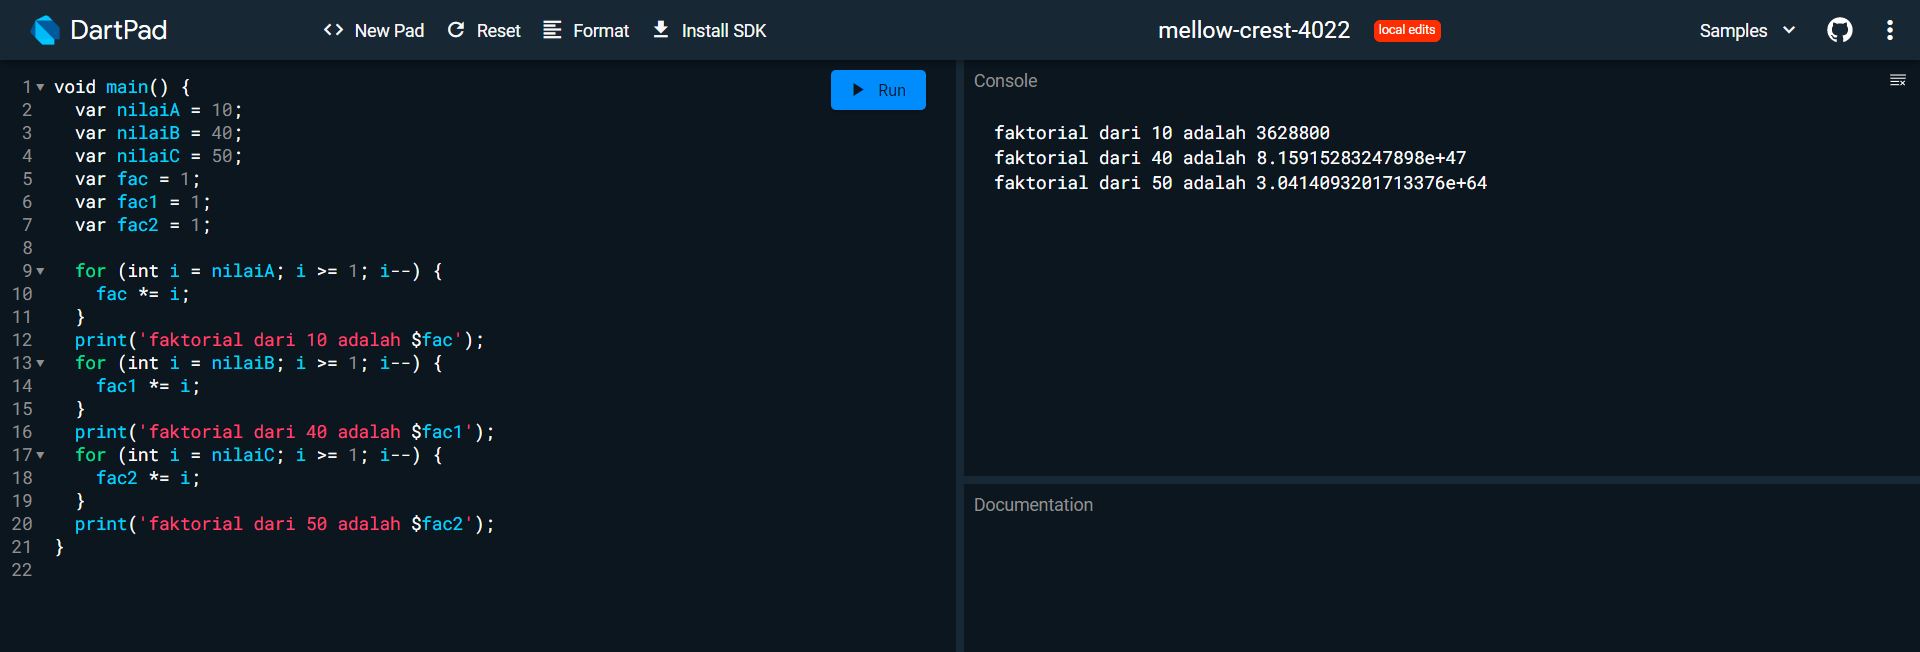 DartPad <> New Pad Reset Format Install SDK mellow-crest-4022 local edits Samples
1 void main() {
2 var nilaiA = 10;
3 var nilaiB = 40;
4 var nilaiC = 50;
5 var fac = 1;
6 var fac1 = 1;
7 var fac2 = 1;
8
9 for (int i = nilaiA; i >= 1; i--) {
10 fac *= i;
11 }
12 print('faktorial dari 10 adalah $fac');
13 for (int i = nilaiB; i >= 1; i--) {
14 fac1 *= i;
15 }
16 print('faktorial dari 40 adalah $fac1');
17 for (int i = nilaiC; i >= 1; i--) {
18 fac2 *= i;
19 }
20 print('faktorial dari 50 adalah $fac2');
21 }
22
Run
Console
faktorial dari 10 adalah 3628800
faktorial dari 40 adalah 8.15915283247898e+47
faktorial dari 50 adalah 3.0414093201713376e+64
Documentation